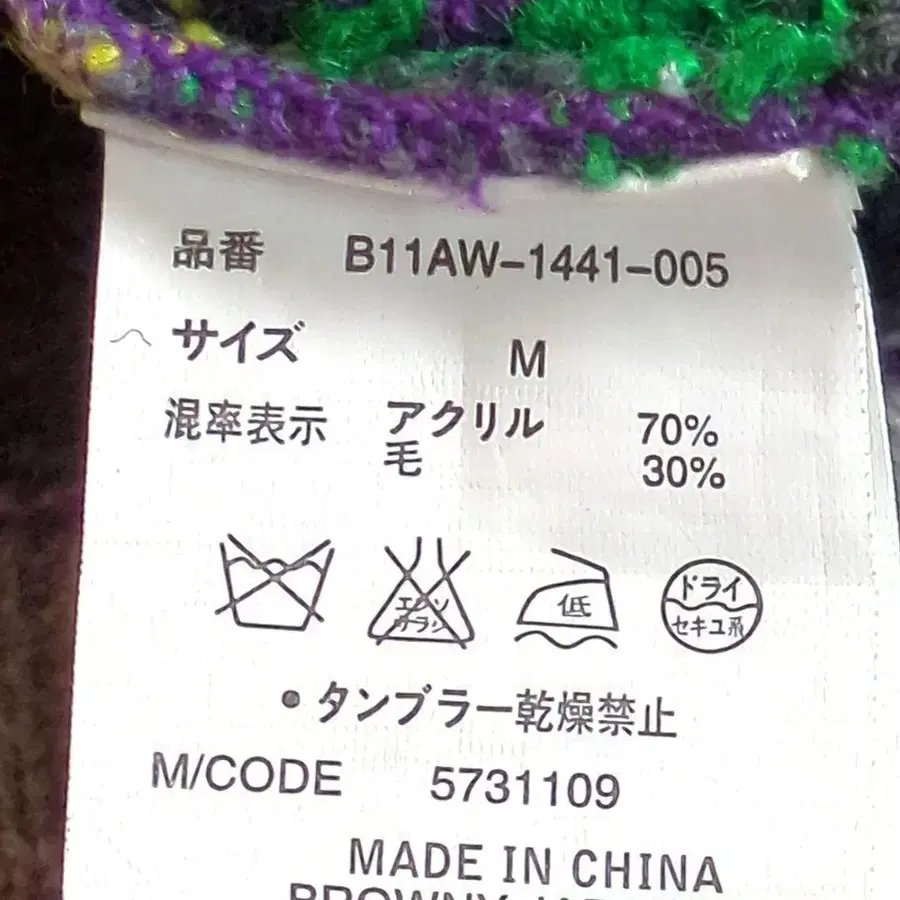 品番 B11AW-1441-005
サイズ M
混率表示 アクリル 70%
毛 30%
エンソ
サラシ
低
ドライ
セキユ系
・タンブラー乾燥禁止
M/CODE 5731109
MADE IN CHINA
BROWNY